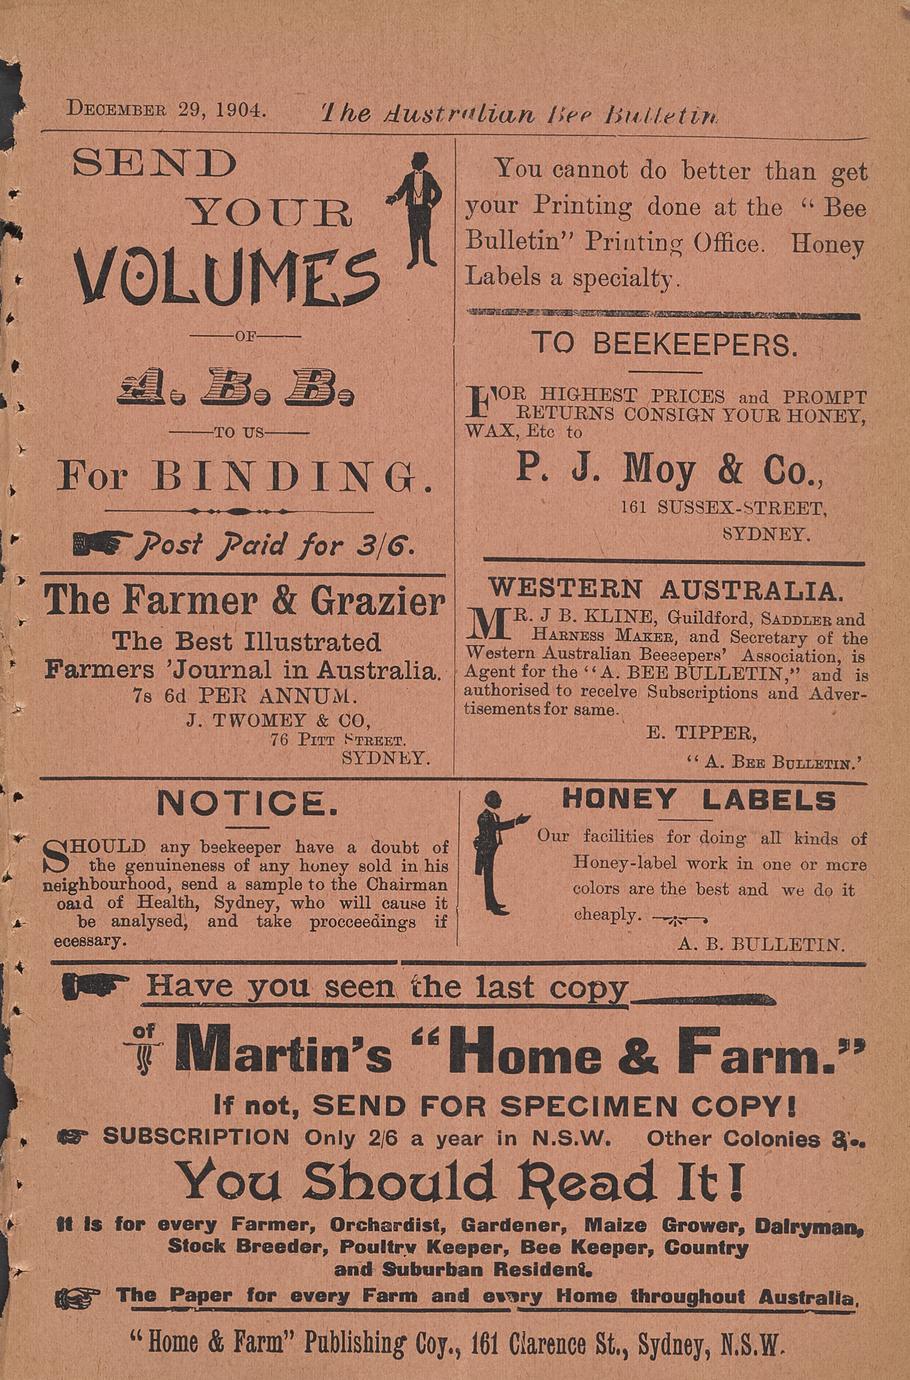 December 29, 1904. The Australian Bee Bulletin
SEND
YOUR
VOLUMES
—OF—
A. B. B.
—TO US—
For BINDING.
Post Paid for 3/6.
The Farmer & Grazier
The Best Illustrated
Farmers 'Journal in Australia.
7s 6d PER ANNUM.
J. TWOMEY & CO,
76 Pitt Street.
SYDNEY.
You cannot do better than get
your Printing done at the “ Bee
Bulletin” Printing Office. Honey
Labels a specialty.
TO BEEKEEPERS.
FOR HIGHEST PRICES and PROMPT
RETURNS CONSIGN YOUR HONEY,
WAX, Etc to
P. J. Moy & Co.,
161 SUSSEX-STREET,
SYDNEY.
WESTERN AUSTRALIA.
MR. J B. KLINE, Guildford, Saddler and
Harness Maker, and Secretary of the
Western Australian Beeeepers' Association, is
Agent for the “A. BEE BULLETIN,” and is
authorised to receive Subscriptions and Adver-
tisements for same.
E. TIPPER,
“ A. Bee Bulletin.'
NOTICE.
SHOULD any beekeeper have a doubt of
the genuineness of any honey sold in his
neighbourhood, send a sample to the Chairman
oard of Health, Sydney, who will cause it
be analysed, and take procceedings if
ecessary.
HONEY LABELS
Our facilities for doing all kinds of
Honey-label work in one or more
colors are the best and we do it
cheaply.
A. B. BULLETIN.
Have you seen the last copy
of Martin's “Home & Farm.”
If not, SEND FOR SPECIMEN COPY!
SUBSCRIPTION Only 2/6 a year in N.S.W. Other Colonies
You Should Read It!
It is for every Farmer, Orchardist, Gardener, Maize Grower, Dairyman,
Stock Breeder, Poultry Keeper, Bee Keeper, Country
and Suburban Resident.
The Paper for every Farm and every Home throughout Australia.
“Home & Farm” Publishing Coy., 161 Clarence St., Sydney, N.S.W.